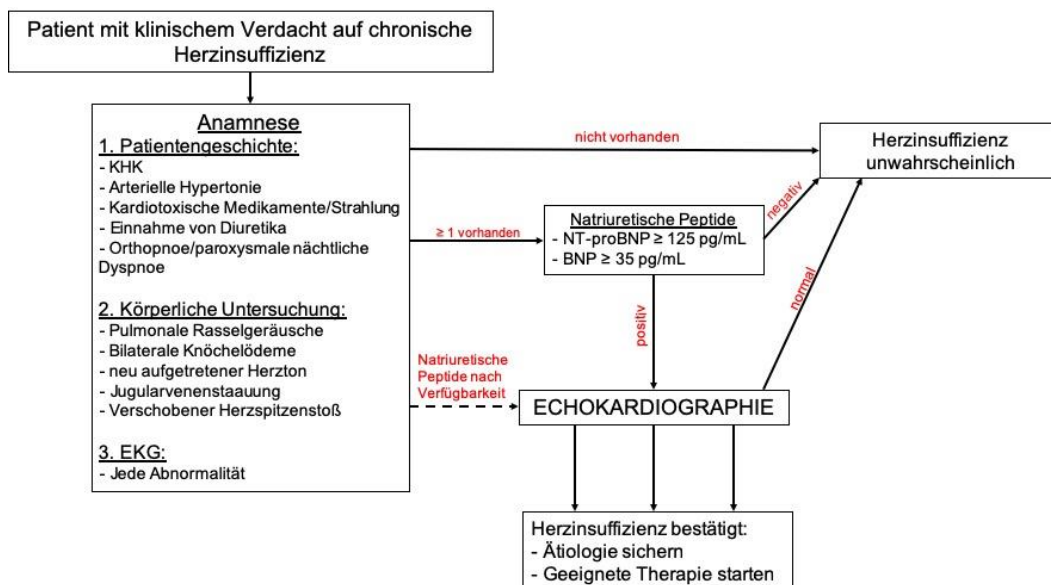 Patient mit klinischem Verdacht auf chronische
Herzinsuffizienz
Anamnese
1. Patientengeschichte:
- KHK
- Arterielle Hypertonie
- Kardiotoxische Medikamente/Strahlung
- Einnahme von Diuretika
- Orthopnoe/paroxysmale nächtliche
Dyspnoe
2. Körperliche Untersuchung:
- Pulmonale Rasselgeräusche
- Bilaterale Knöchelödeme
- neu aufgetretener Herzton
- Jugularvenenstaauung
- Verschobener Herzspitzenstoß
3. EKG:
- Jede Abnormalität
nicht vorhanden
Herzinsuffizienz
unwahrscheinlich
≥ 1 vorhanden
Natriuretische Peptide
- NT-proBNP ≥ 125 pg/mL
- BNP ≥ 35 pg/mL
negativ
positiv
normal
Natriuretische
Peptide nach
Verfügbarkeit
ECHOKARDIOGRAPHIE
Herzinsuffizienz bestätigt:
- Ätiologie sichern
- Geeignete Therapie starten